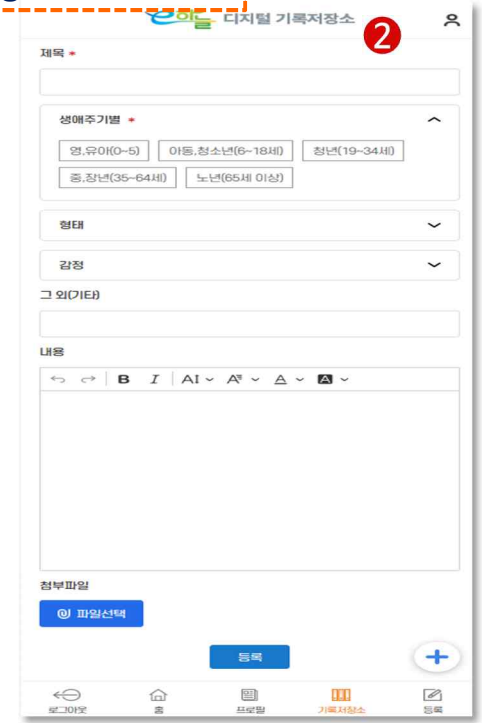 e하늘 디지털 기록저장소
2
제목 *
생애주기별 *
영,유아(0~5) 아동,청소년(6~18세) 청년(19~34세)
중,장년(35~64세) 노년(65세 이상)
형태
감정
그 외(기타)
내용
B I AI A A A
첨부파일
파일선택
등록
로그아웃 홈 프로필 기록저장소 등록